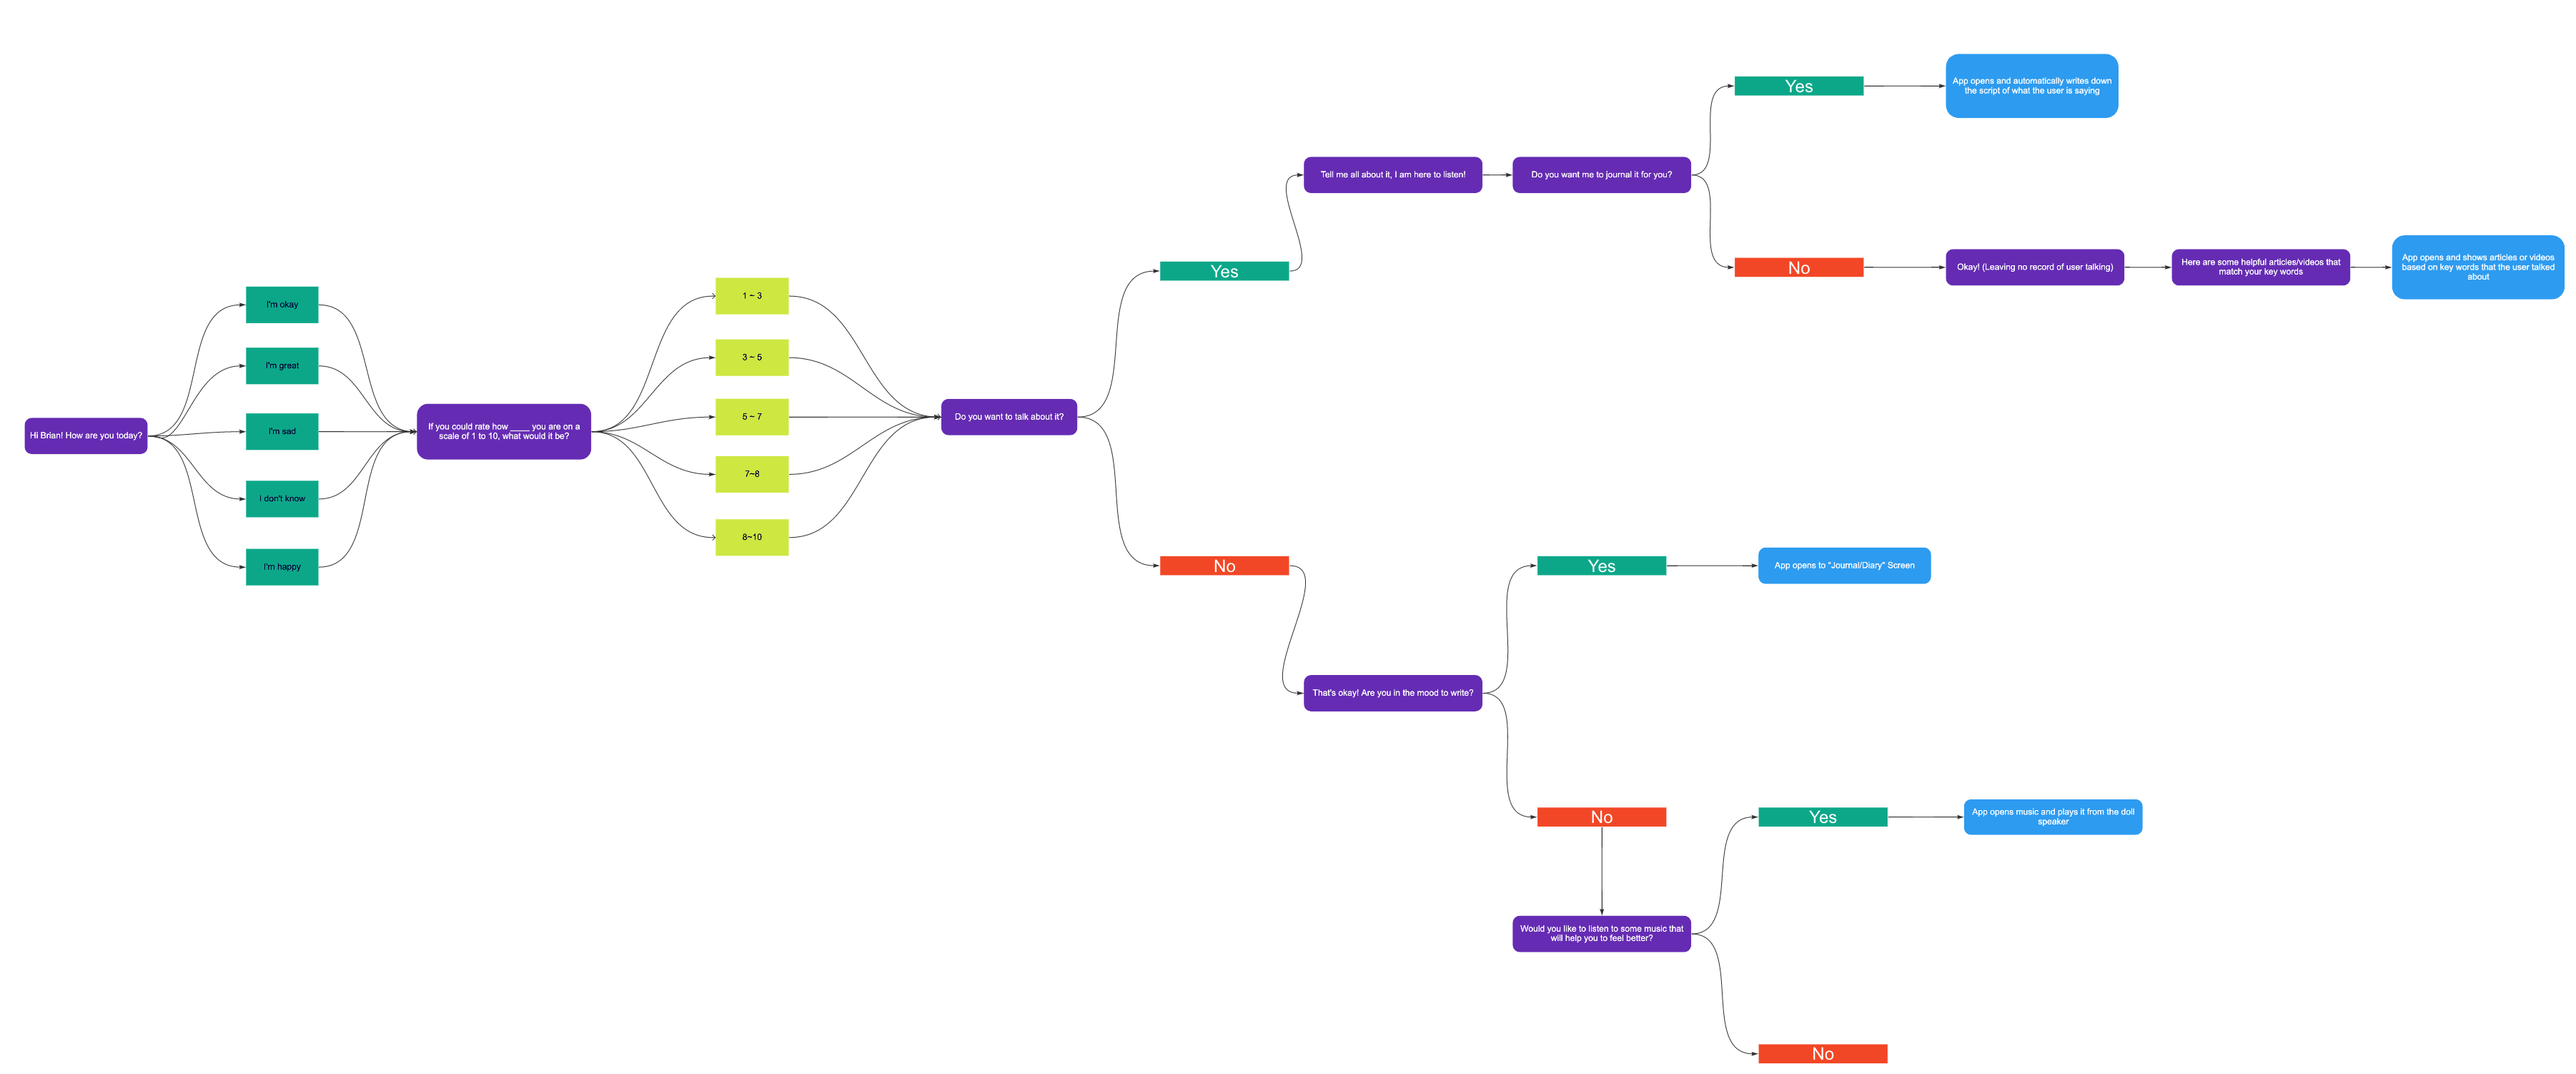 Hi Brian! How are you today?
I'm okay
I'm great
I'm sad
I don't know
I'm happy
If you could rate how ____ you are on a
scale of 1 to 10, what would it be?
1 ~ 3
3 ~ 5
5 ~ 7
7~8
8~10
Do you want to talk about it?
Yes
Tell me all about it, I am here to listen!
Do you want me to journal it for you?
Yes
App opens and automatically writes down
the script of what the user is saying
No
Okay! (Leaving no record of user talking)
Here are some helpful articles/videos that
match your key words
App opens and shows articles or videos
based on key words that the user talked
about
No
That's okay! Are you in the mood to write?
Yes
App opens to "Journal/Diary" Screen
No
Would you like to listen to some music that
will help you to feel better?
Yes
App opens music and plays it from the doll
speaker
No